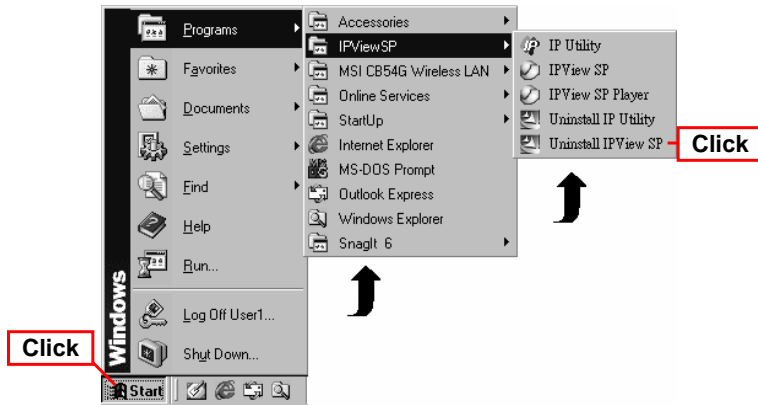 Programs
Favorites
Documents
Settings
Find
Help
Run...
Log Off User1...
Shut Down...
Windows
Start
Accessories
IPViewSP
MSI CB54G Wireless LAN
Online Services
StartUp
Internet Explorer
MS-DOS Prompt
Outlook Express
Windows Explorer
SnagIt 6
IP Utility
IPView SP
IPView SP Player
Uninstall IP Utility
Uninstall IPView SP
Click
Click